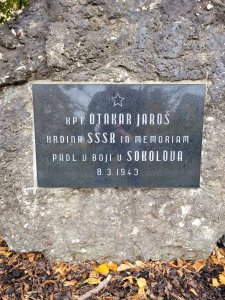 KPT. OTAKAR JAROŠ
HRDINA SSSR IN MEMORIAM
PADL V BOJI U SOKOLOVA
8.3.1943